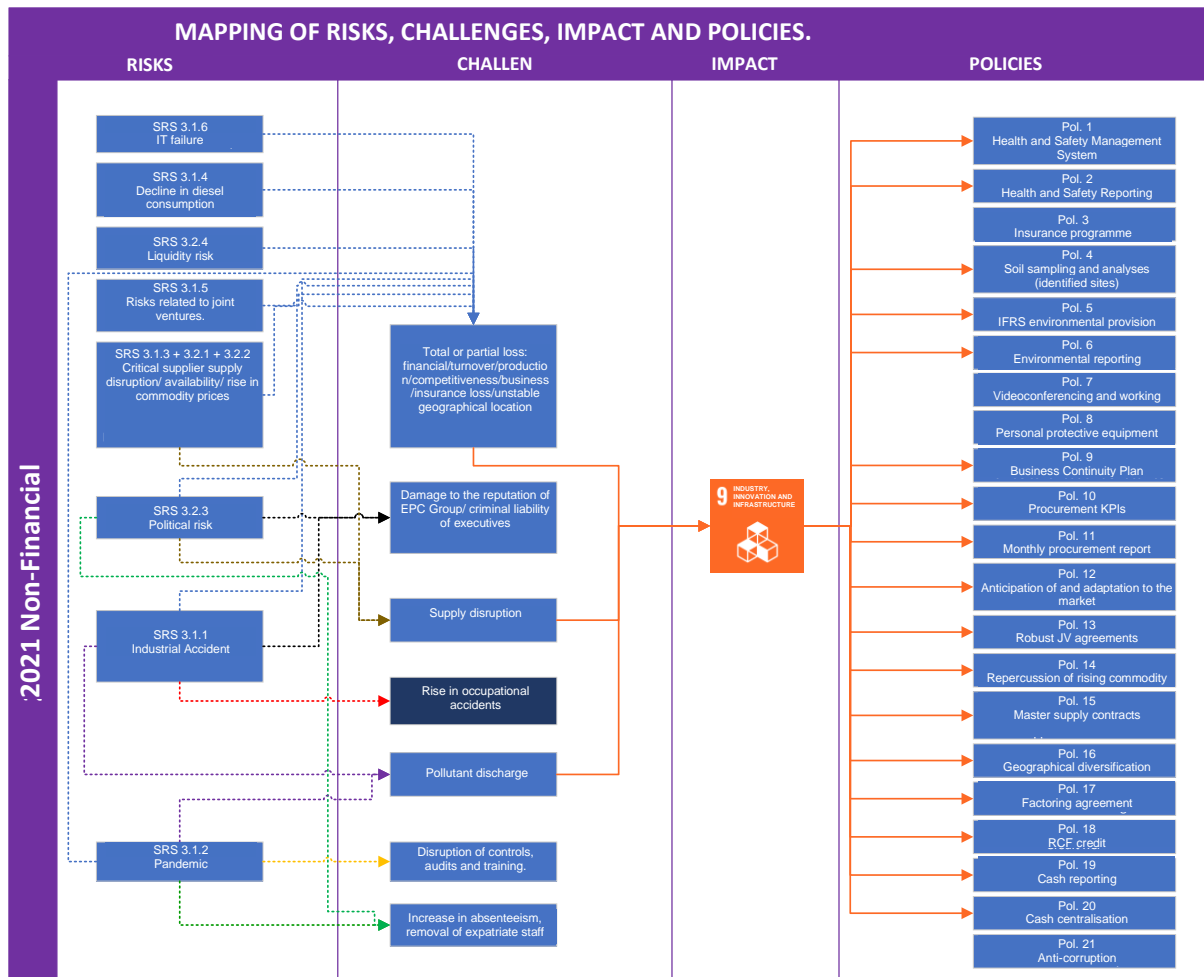 MAPPING OF RISKS, CHALLENGES, IMPACT AND POLICIES.
RISKS
CHALLEN
IMPACT
POLICIES
2021 Non-Financial
SRS 3.1.6
IT failure
SRS 3.1.4
Decline in diesel
consumption
SRS 3.2.4
Liquidity risk
SRS 3.1.5
Risks related to joint
ventures.
SRS 3.1.3 + 3.2.1 + 3.2.2
Critical supplier supply
disruption/ availability/ rise in
commodity prices
SRS 3.2.3
Political risk
SRS 3.1.1
Industrial Accident
SRS 3.1.2
Pandemic
Total or partial loss:
financial/turnover/productio
n/competitiveness/business
/insurance loss/unstable
geographical location
Damage to the reputation of
EPC Group/ criminal liability
of executives
Supply disruption
Rise in occupational
accidents
Pollutant discharge
Disruption of controls,
audits and training.
Increase in absenteeism,
removal of expatriate staff
9 INDUSTRY,
INNOVATION AND
INFRASTRUCTURE
Pol. 1
Health and Safety Management
System
Pol. 2
Health and Safety Reporting
Pol. 3
Insurance programme
Pol. 4
Soil sampling and analyses
(identified sites)
Pol. 5
IFRS environmental provision
Pol. 6
Environmental reporting
Pol. 7
Videoconferencing and working
Pol. 8
Personal protective equipment
Pol. 9
Business Continuity Plan
Pol. 10
Procurement KPIs
Pol. 11
Monthly procurement report
Pol. 12
Anticipation of and adaptation to the
market
Pol. 13
Robust JV agreements
Pol. 14
Repercussion of rising commodity
Pol. 15
Master supply contracts
Pol. 16
Geographical diversification
Pol. 17
Factoring agreement
Pol. 18
RCF credit
Pol. 19
Cash reporting
Pol. 20
Cash centralisation
Pol. 21
Anti-corruption